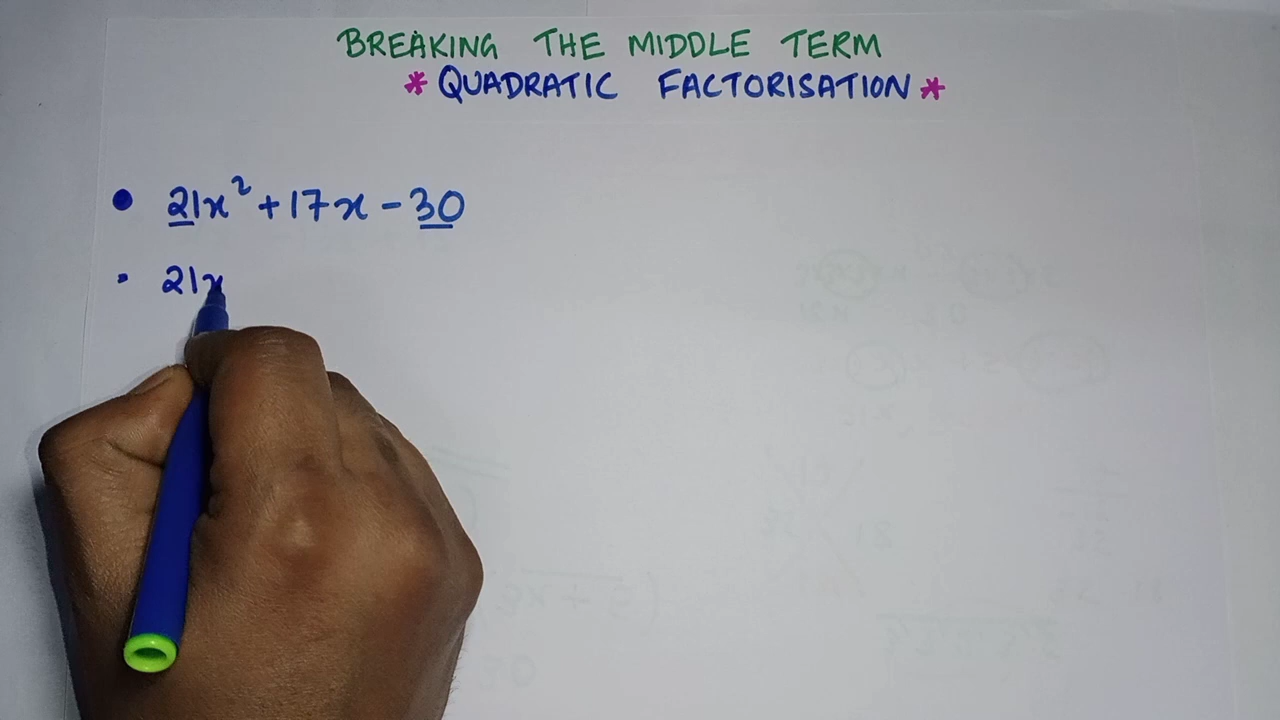 BREAKING THE MIDDLE TERM
* QUADRATIC FACTORISATION *
• 21x² + 17x - 30
• 21x